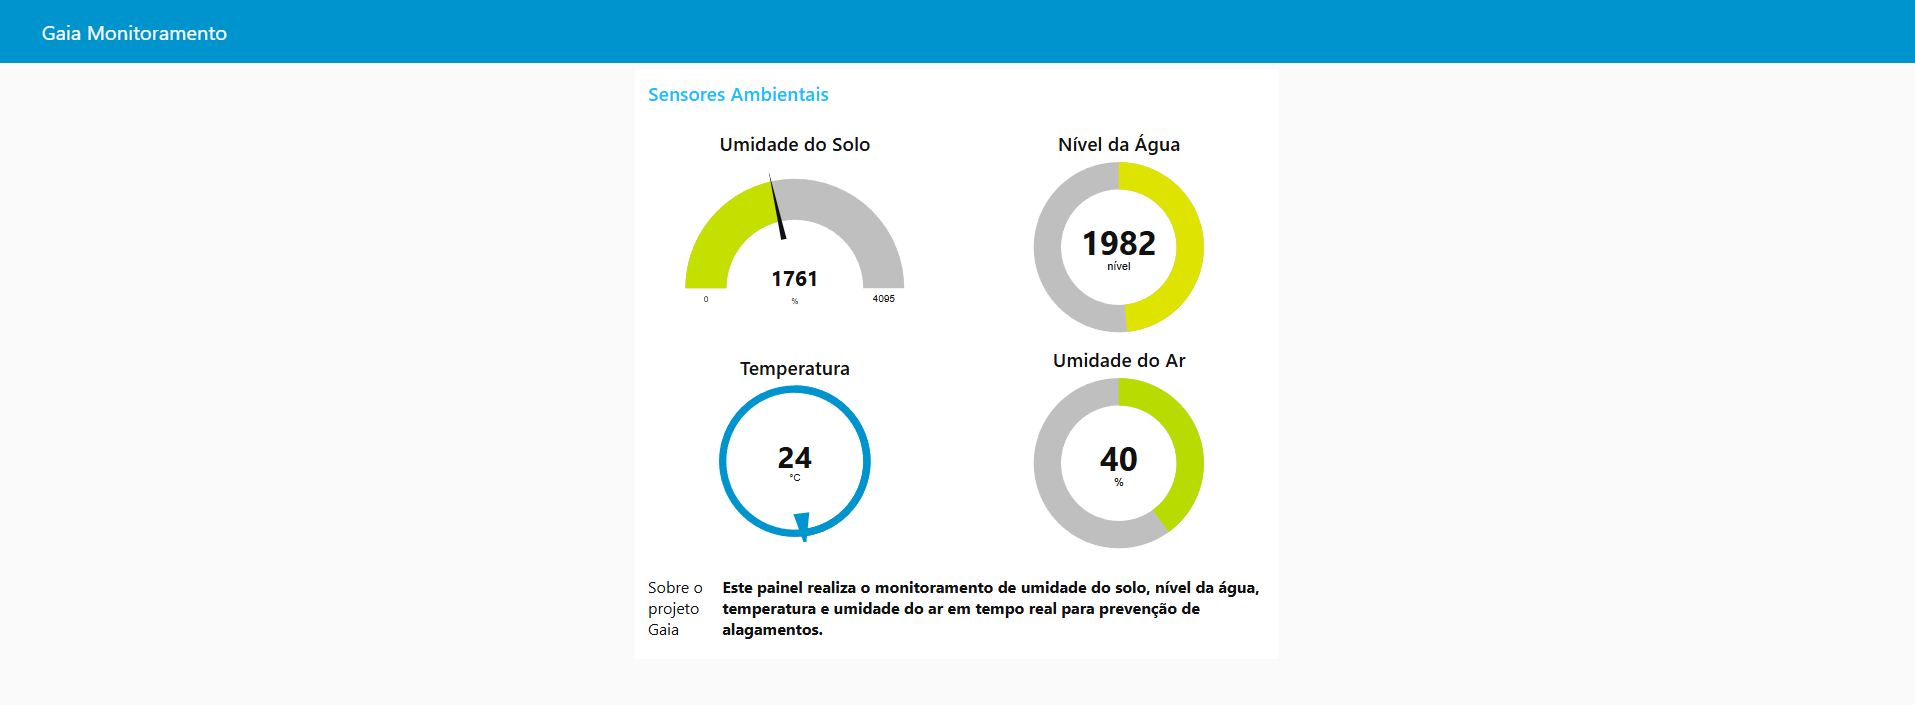 Gaia Monitoramento
Sensores Ambientais
Umidade do Solo
1761
0
%
4095
Nível da Água
1982
nível
Temperatura
24
°C
Umidade do Ar
40
%
Sobre o
projeto
Gaia
Este painel realiza o monitoramento de umidade do solo, nível da água,
temperatura e umidade do ar em tempo real para prevenção de
alagamentos.